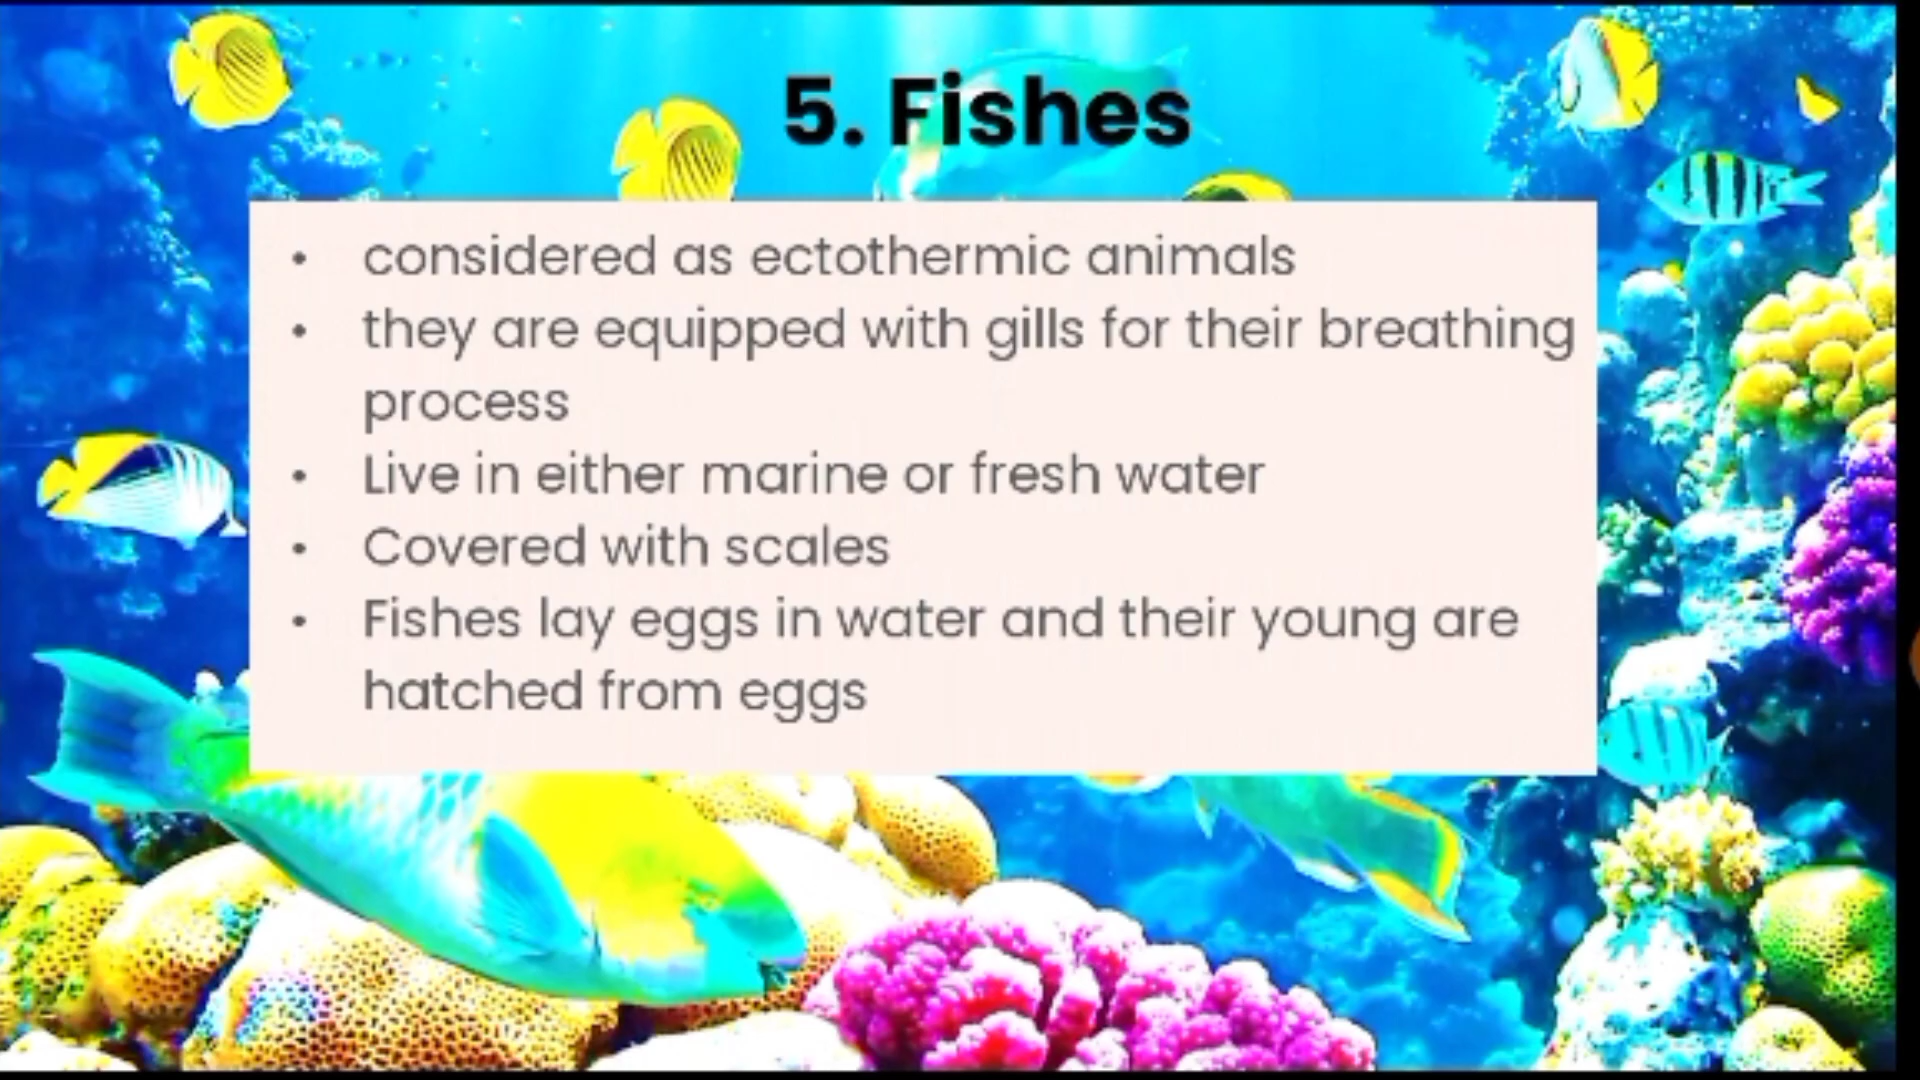 5. Fishes
• considered as ectothermic animals
• they are equipped with gills for their breathing
process
• Live in either marine or fresh water
• Covered with scales
• Fishes lay eggs in water and their young are
hatched from eggs